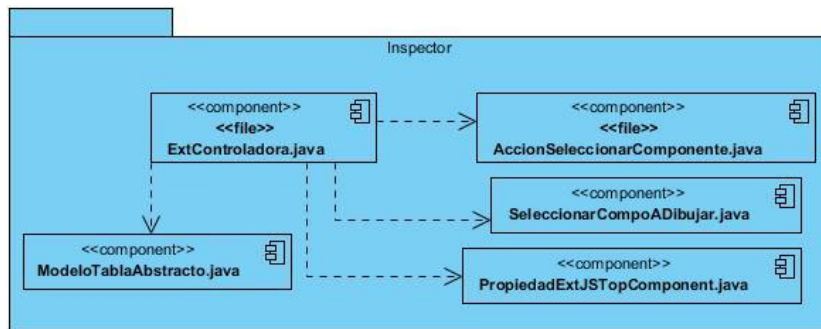 Inspector
<<component>>
<<file>>
ExtControladora.java
<<component>>
<<file>>
AccionSeleccionarComponente.java
<<component>>
SeleccionarCompoADibujar.java
<<component>>
ModeloTablaAbstracto.java
<<component>>
PropiedadExtJSTopComponent.java